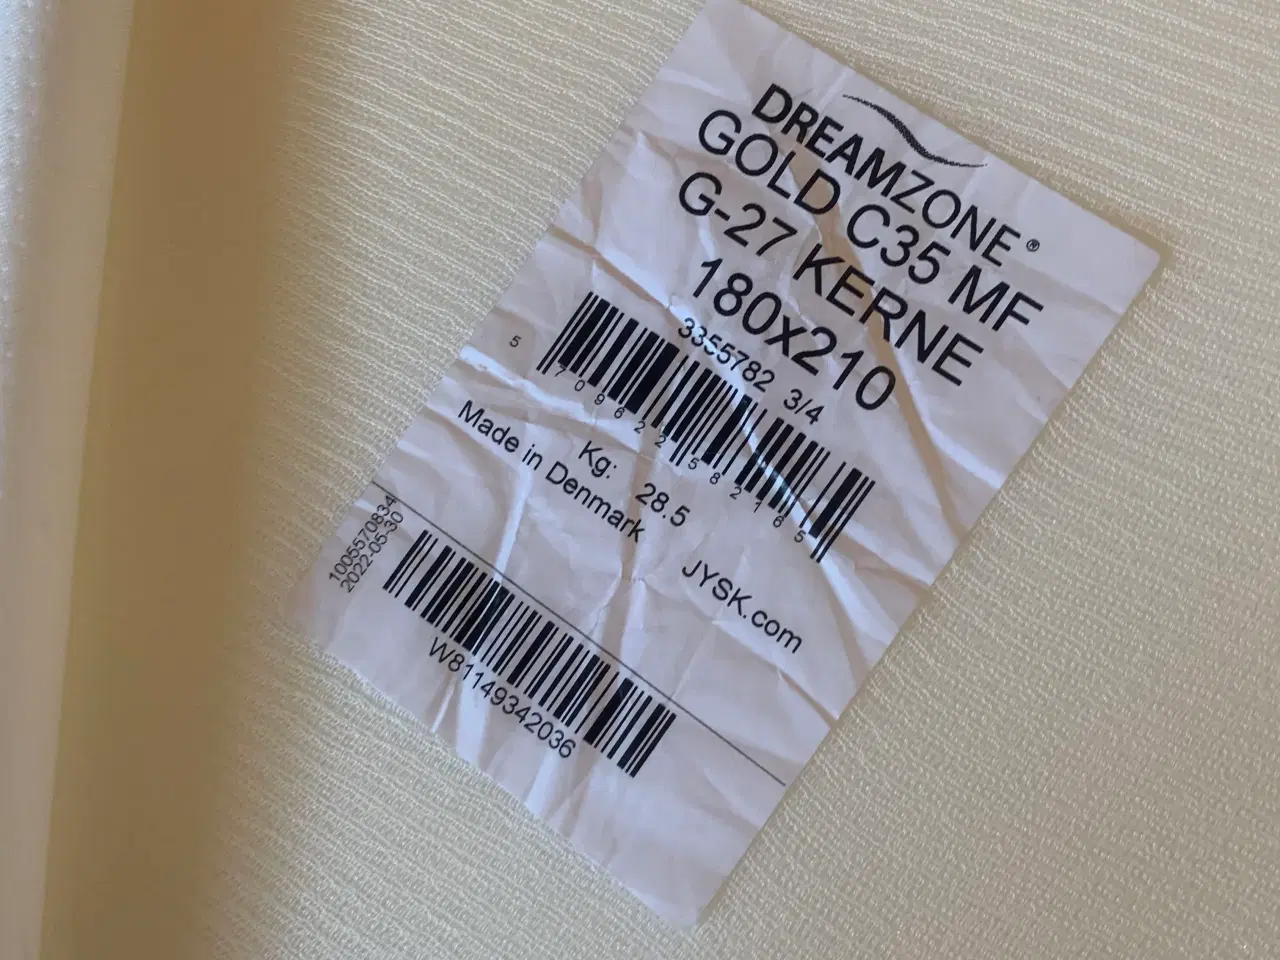 DREAMZONE®
GOLD C35 MF
G-27 KERNE
180x210
3355782 3/4
5 709622 582165
Kg: 28.5
Made in Denmark
JYSK.com
1005570834
2022-05-30
W81149342036